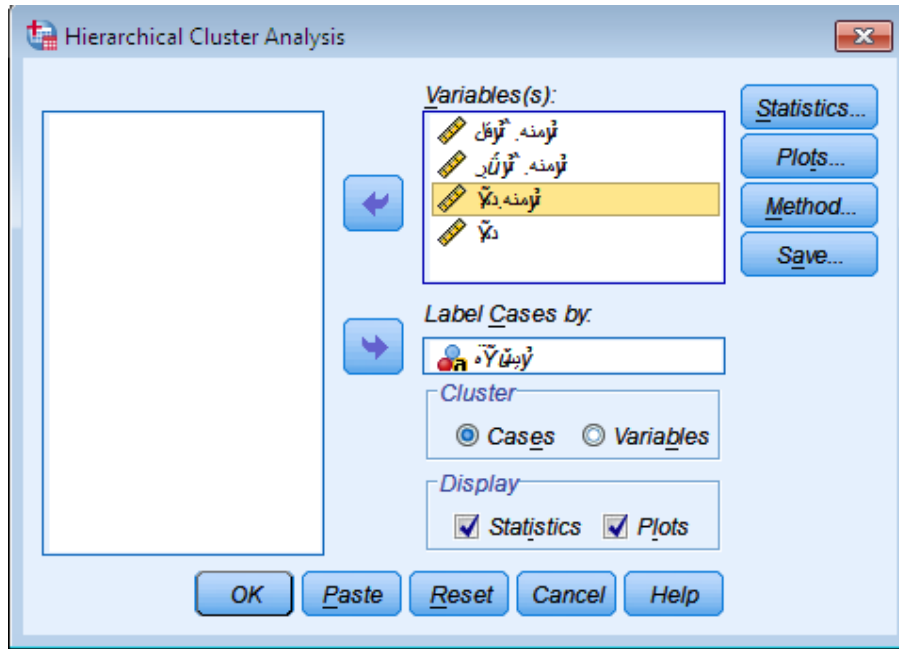 Hierarchical Cluster Analysis
Variables(s):
Statistics...
Plots...
Method...
Save...
Label Cases by:
Cluster
Cases Variables
Display
Statistics Plots
OK Paste Reset Cancel Help